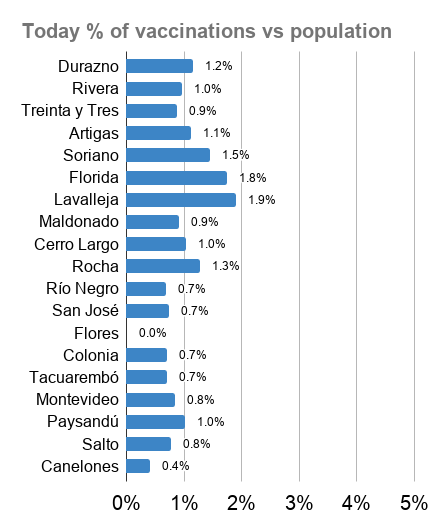 Today % of vaccinations vs population
Durazno 1.2%
Rivera 1.0%
Treinta y Tres 0.9%
Artigas 1.1%
Soriano 1.5%
Florida 1.8%
Lavalleja 1.9%
Maldonado 0.9%
Cerro Largo 1.0%
Rocha 1.3%
Río Negro 0.7%
San José 0.7%
Flores 0.0%
Colonia 0.7%
Tacuarembó 0.7%
Montevideo 0.8%
Paysandú 1.0%
Salto 0.8%
Canelones 0.4%
0% 1% 2% 3% 4% 5%